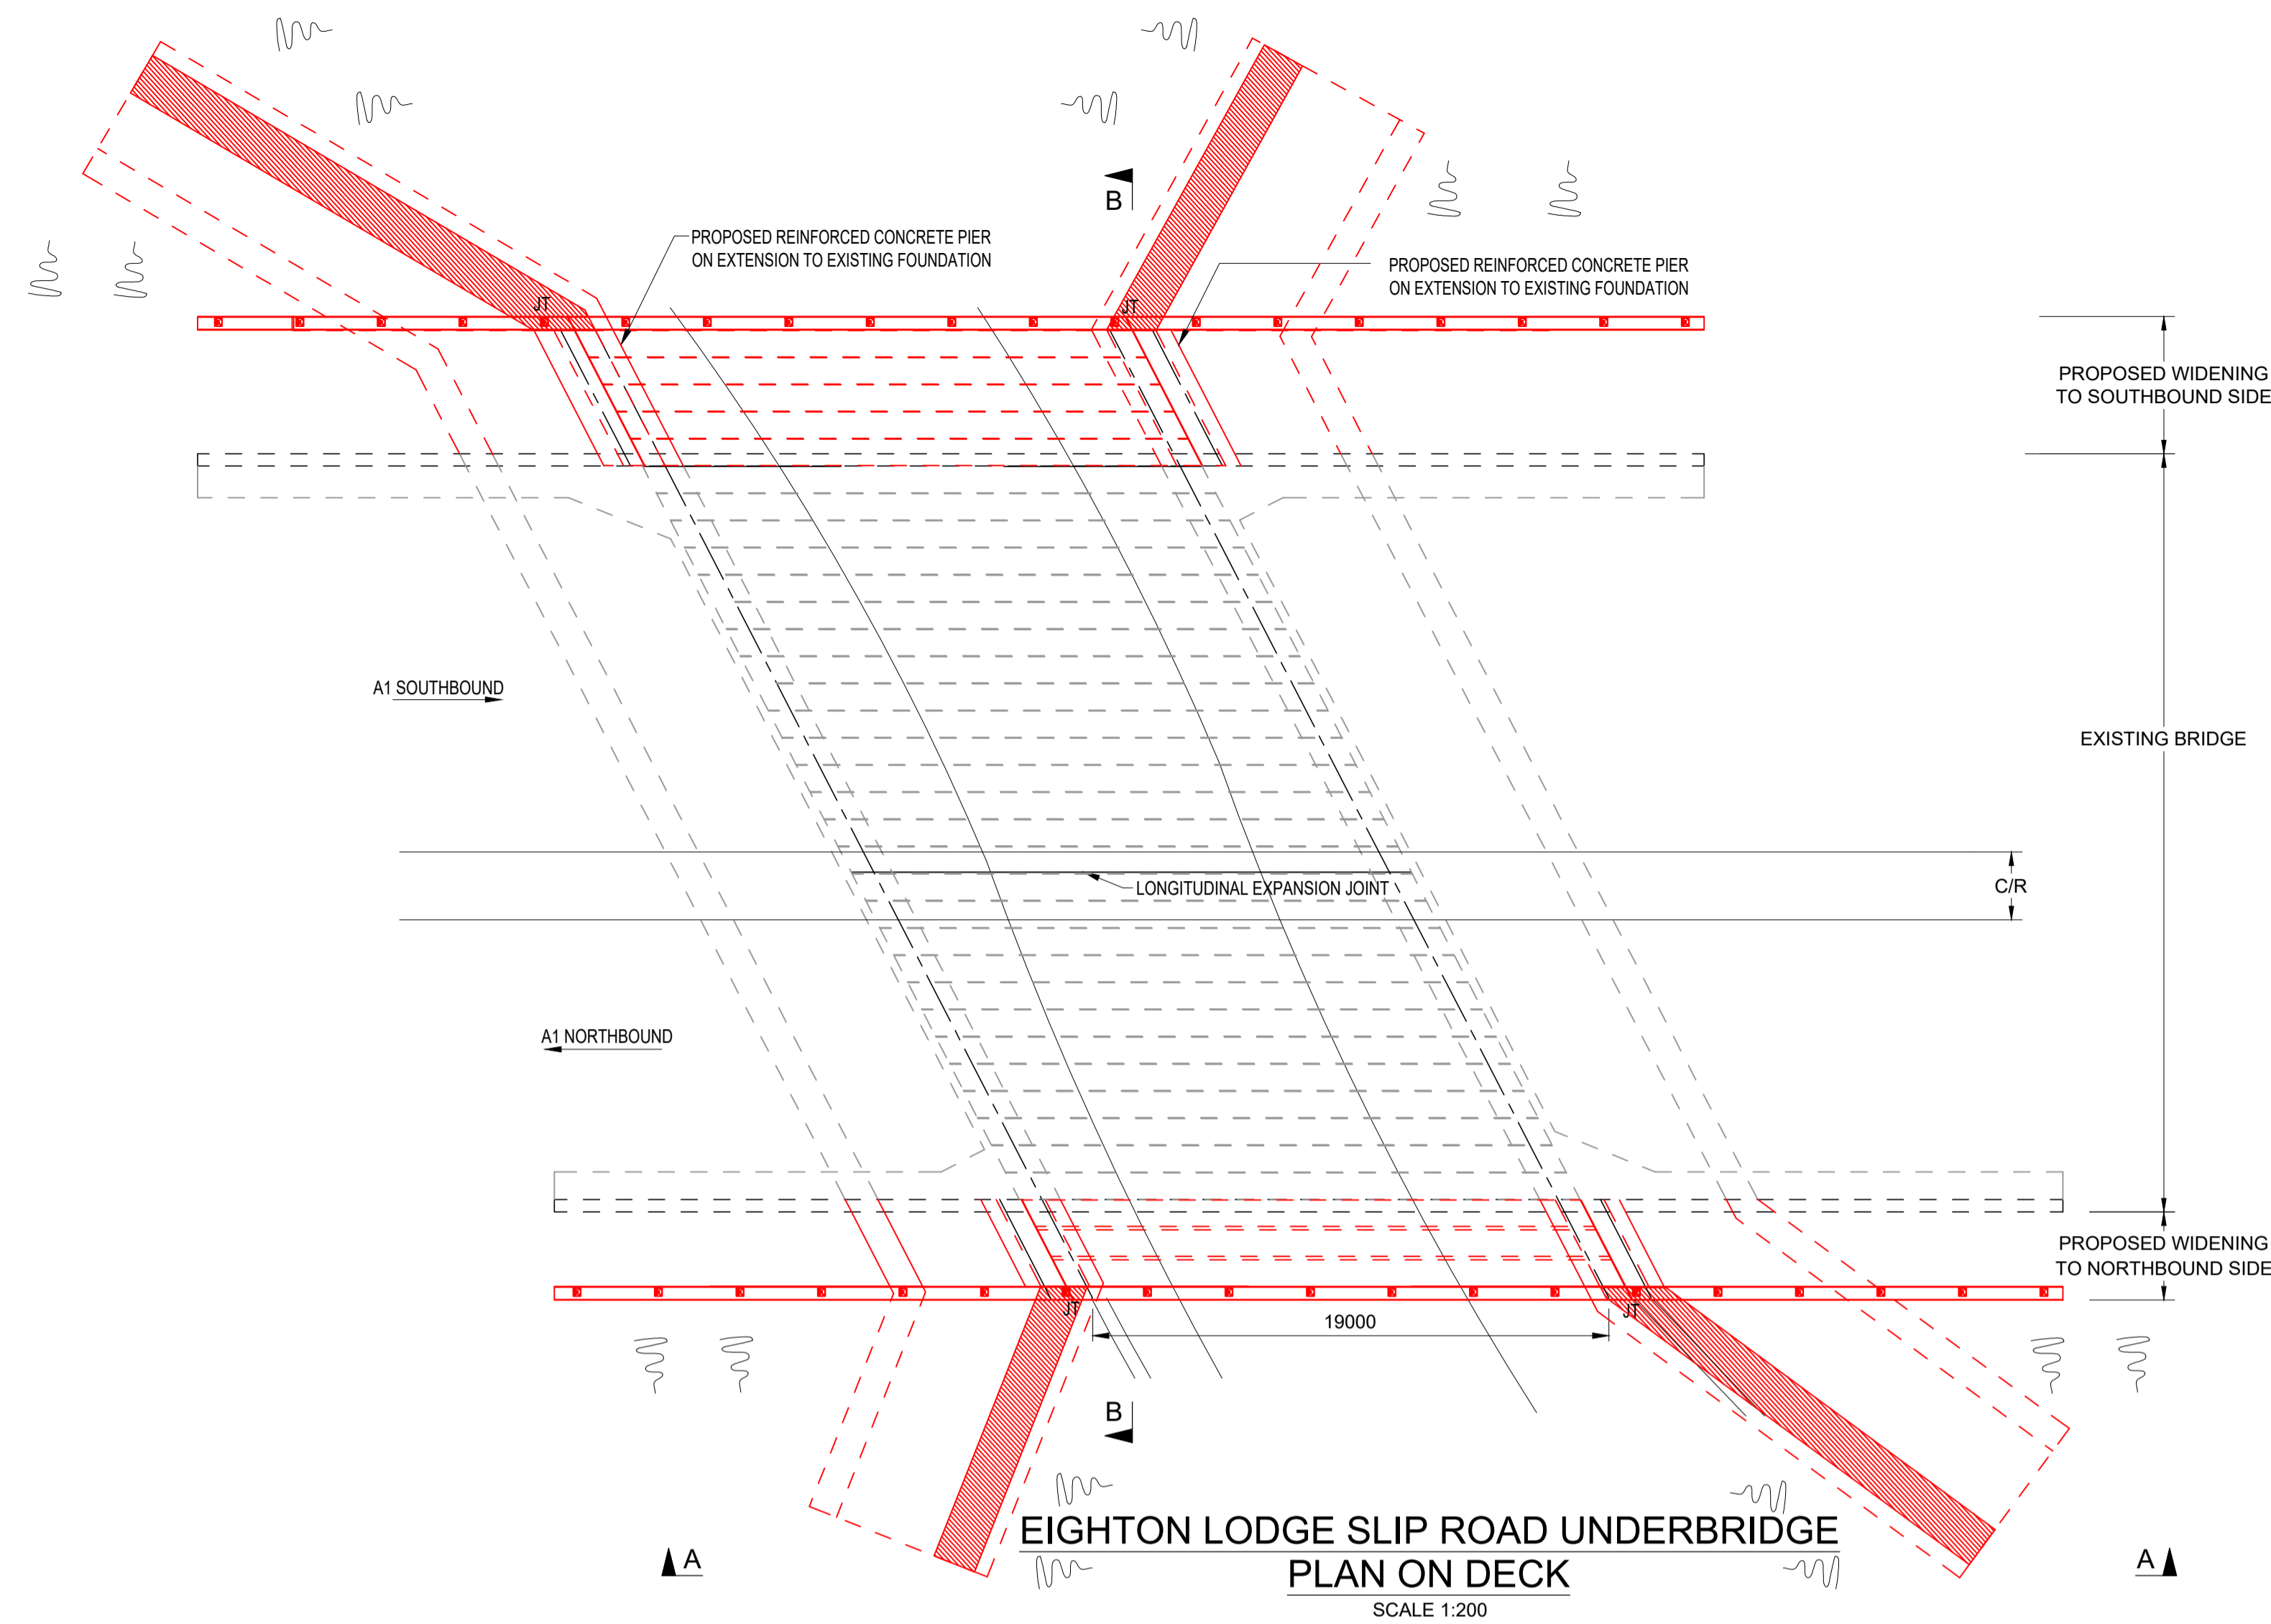 B
PROPOSED REINFORCED CONCRETE PIER
ON EXTENSION TO EXISTING FOUNDATION
PROPOSED REINFORCED CONCRETE PIER
ON EXTENSION TO EXISTING FOUNDATION
JT
JT
PROPOSED WIDENING
TO SOUTHBOUND SIDE
A1 SOUTHBOUND
EXISTING BRIDGE
LONGITUDINAL EXPANSION JOINT
C/R
A1 NORTHBOUND
PROPOSED WIDENING
TO NORTHBOUND SIDE
JT
JT
19000
B
EIGHTON LODGE SLIP ROAD UNDERBRIDGE
A
A
PLAN ON DECK
SCALE 1:200